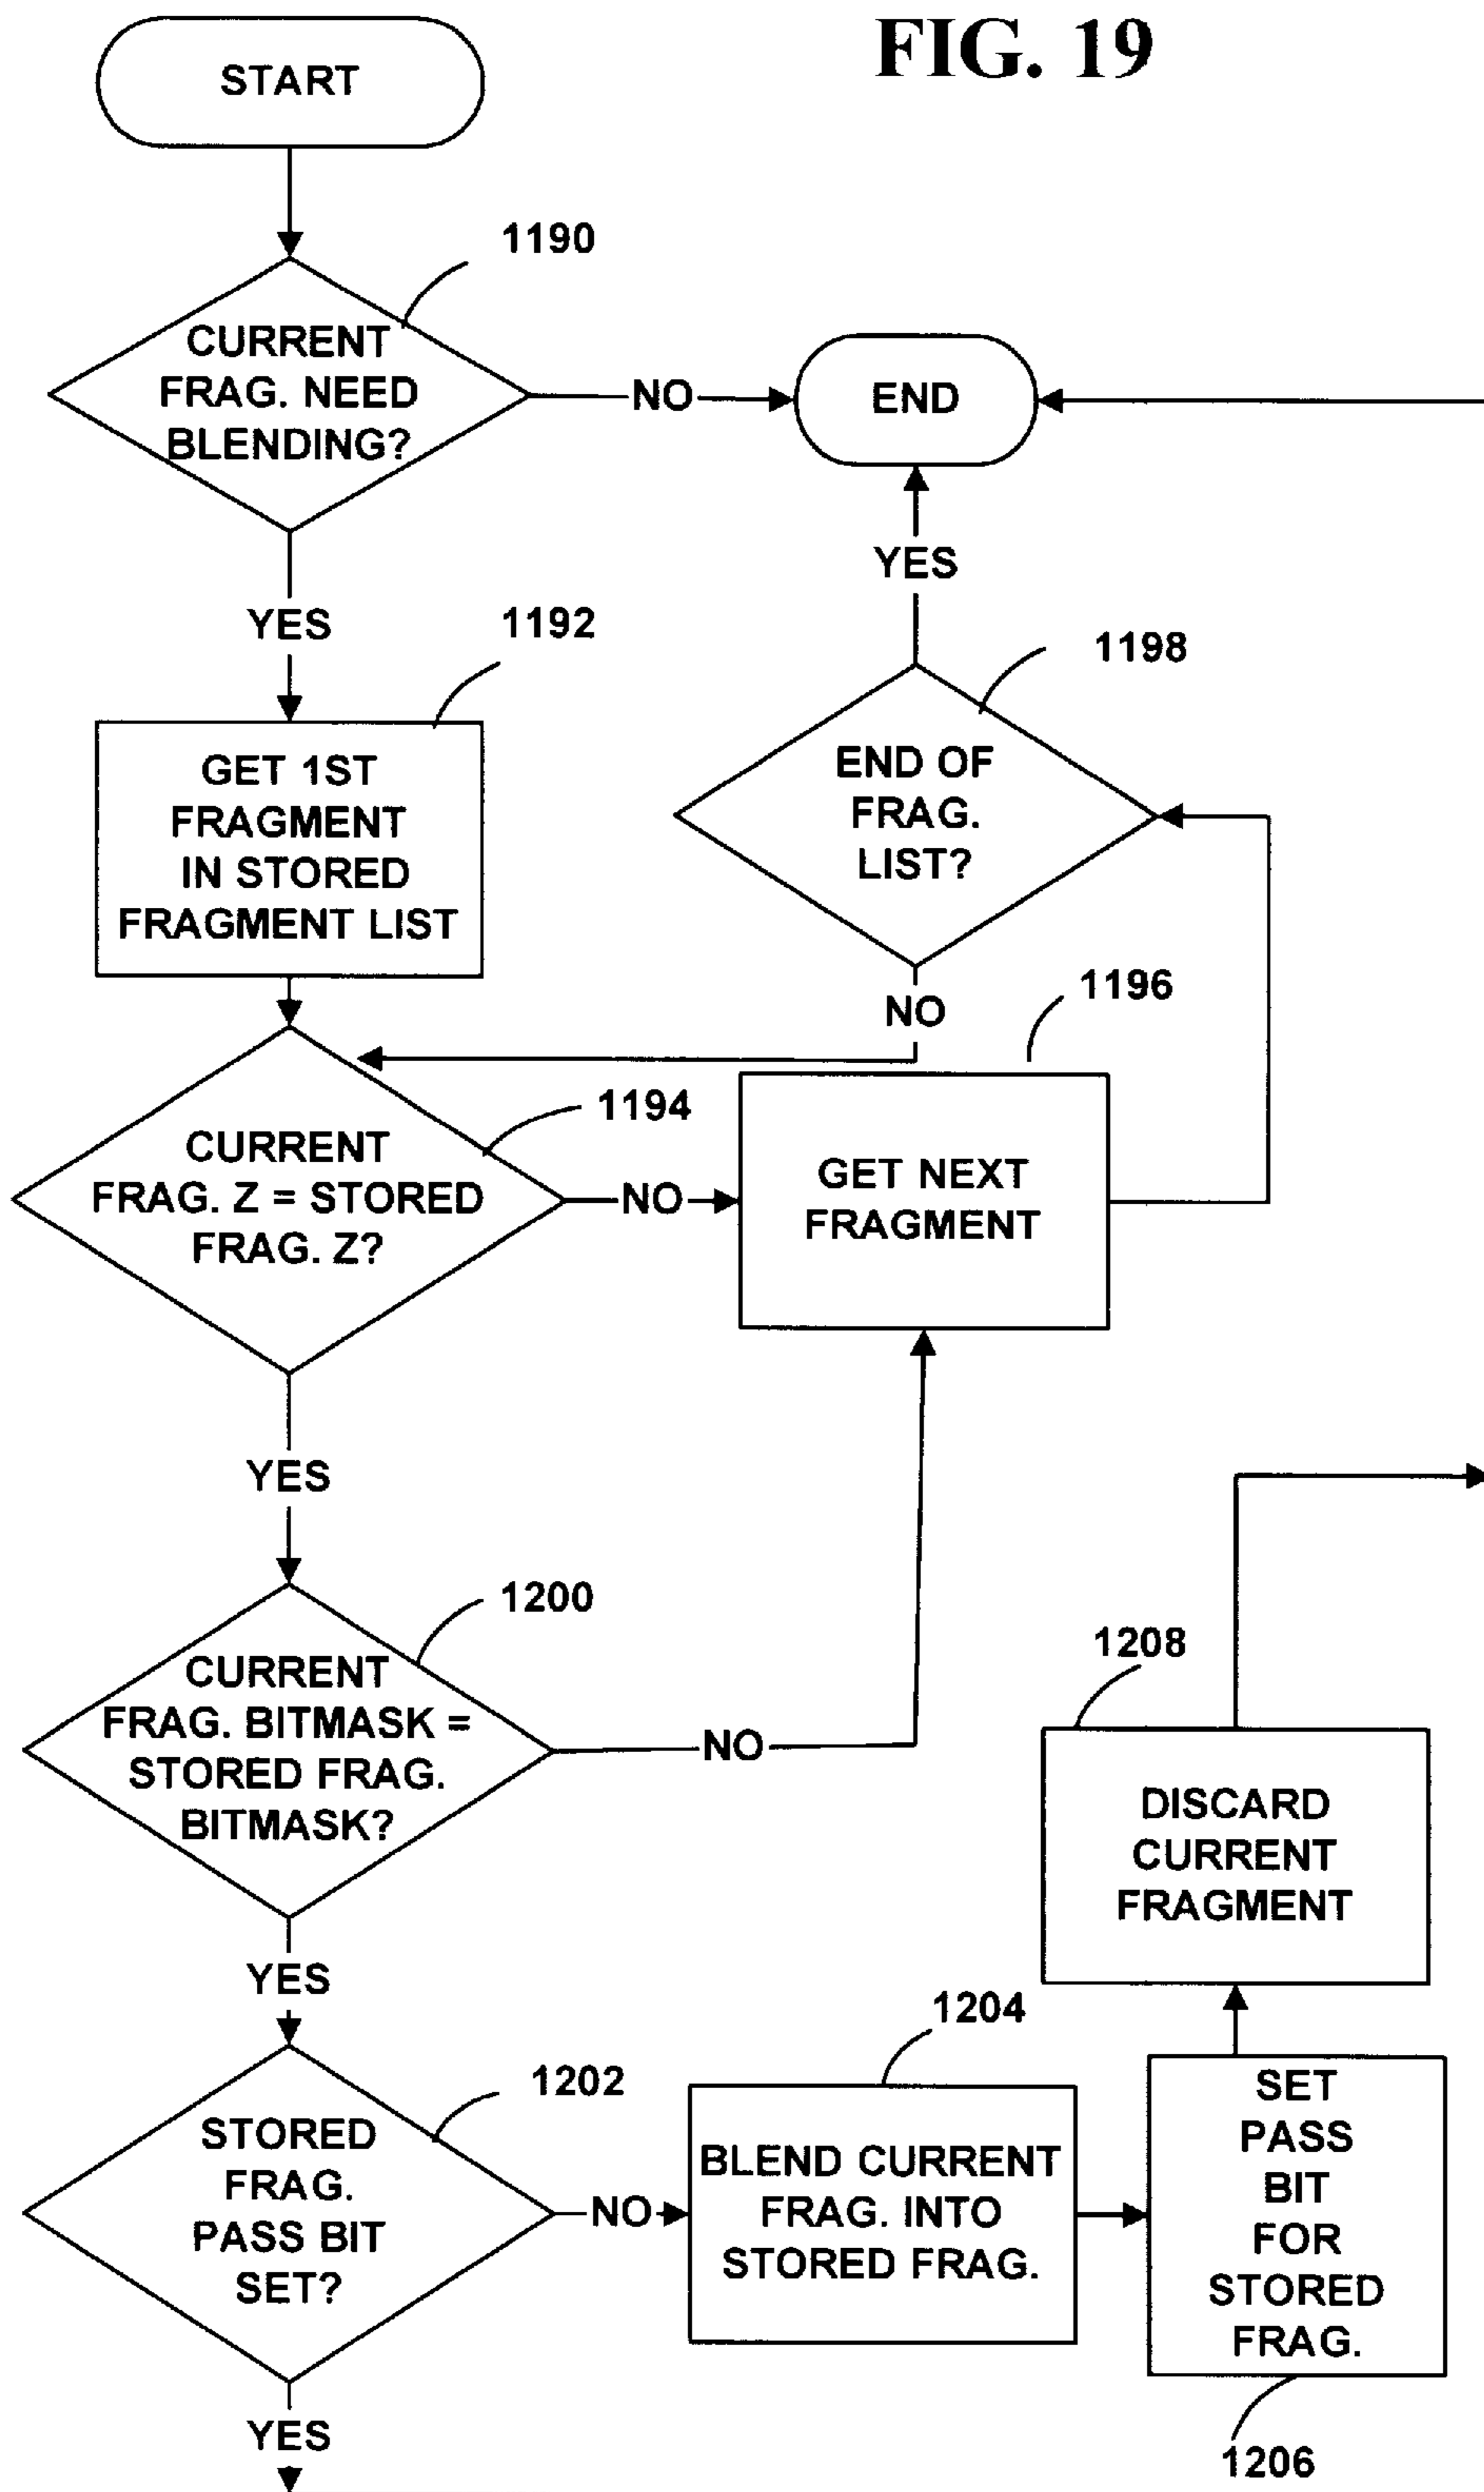 FIG. 19
START
1190
CURRENT
FRAG. NEED
BLENDING?
NO
END
YES
YES
1192
1198
GET 1ST
FRAGMENT
IN STORED
FRAGMENT LIST
END OF
FRAG.
LIST?
NO
1196
1194
CURRENT
FRAG. Z = STORED
FRAG. Z?
NO
GET NEXT
FRAGMENT
YES
1200
CURRENT
FRAG. BITMASK =
STORED FRAG.
BITMASK?
NO
1208
DISCARD
CURRENT
FRAGMENT
YES
1204
1202
STORED
FRAG.
PASS BIT
SET?
NO
BLEND CURRENT
FRAG. INTO
STORED FRAG.
SET
PASS
BIT
FOR
STORED
FRAG.
YES
1206